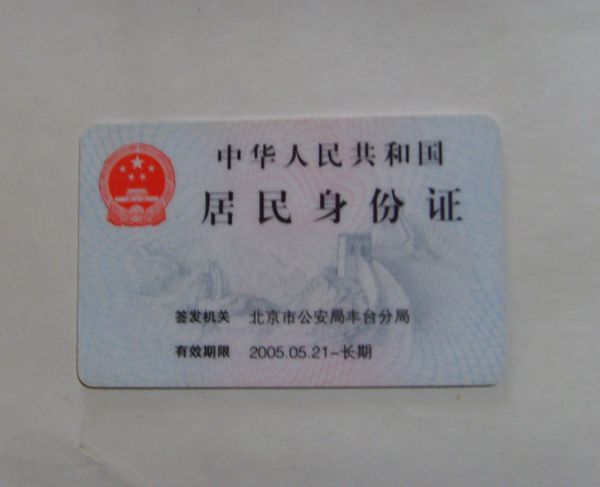 中华人民共和国
居民身份证
签发机关 北京市公安局丰台分局
有效期限 2005.05.21-长期